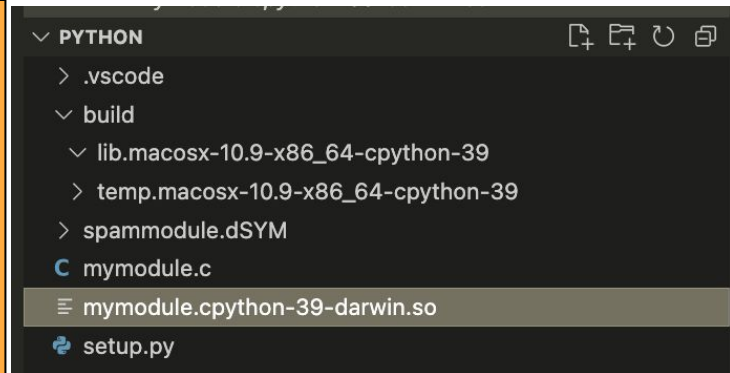 PYTHON
.vscode
build
lib.macosx-10.9-x86_64-cpython-39
temp.macosx-10.9-x86_64-cpython-39
spammodule.dSYM
C mymodule.c
mymodule.cpython-39-darwin.so
setup.py